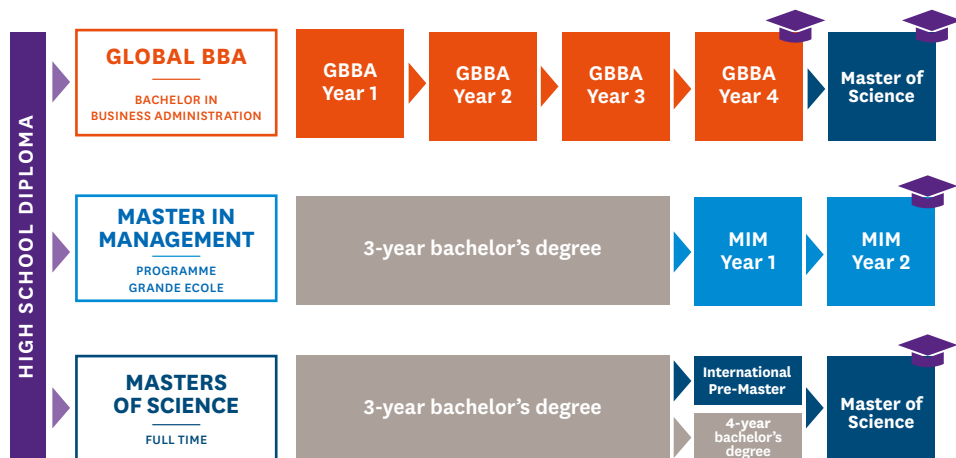 HIGH SCHOOL DIPLOMA
GLOBAL BBA
BACHELOR IN
BUSINESS ADMINISTRATION
GBBA
Year 1
GBBA
Year 2
GBBA
Year 3
GBBA
Year 4
Master of
Science
MASTER IN
MANAGEMENT
PROGRAMME
GRANDE ECOLE
3-year bachelor’s degree
MIM
Year 1
MIM
Year 2
MASTERS
OF SCIENCE
FULL TIME
3-year bachelor’s degree
International
Pre-Master
4-year
bachelor’s
degree
Master of
Science